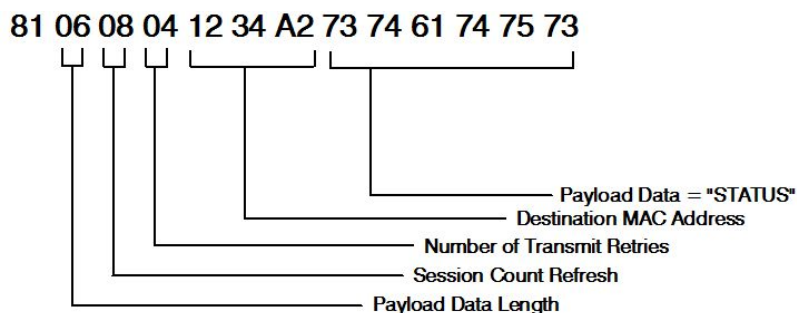 81 06 08 04 12 34 A2 73 74 61 74 75 73
Payload Data = "STATUS"
Destination MAC Address
Number of Transmit Retries
Session Count Refresh
Payload Data Length